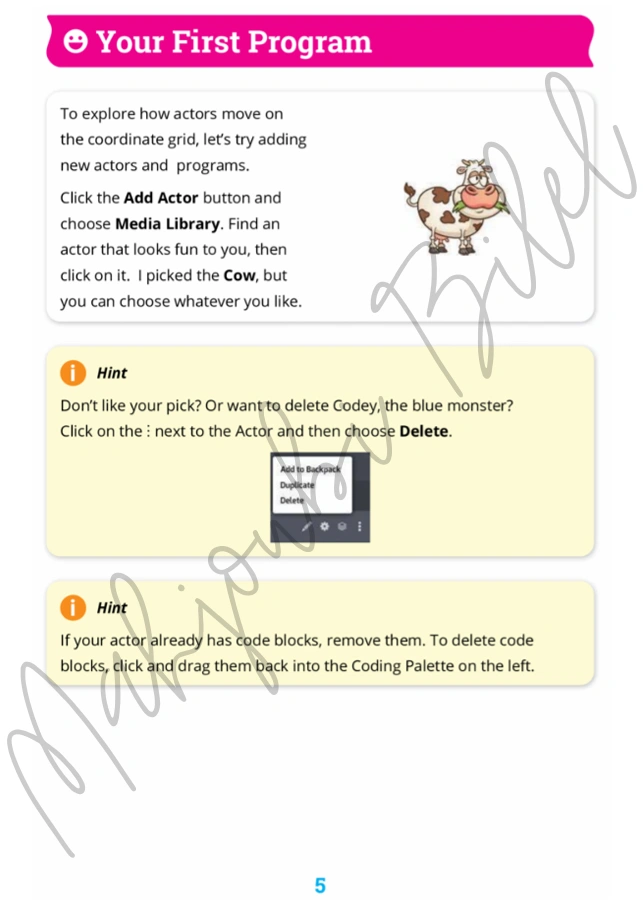 Your First Program
To explore how actors move on
the coordinate grid, let's try adding
new actors and programs.
Click the Add Actor button and
choose Media Library. Find an
actor that looks fun to you, then
click on it. I picked the Cow, but
you can choose whatever you like.
i Hint
Don't like your pick? Or want to delete Codey, the blue monster?
Click on the ⋮ next to the Actor and then choose Delete.
Add to Backpack
Duplicate
Delete
i Hint
If your actor already has code blocks, remove them. To delete code
blocks, click and drag them back into the Coding Palette on the left.
Mahjoubi Bilel
5